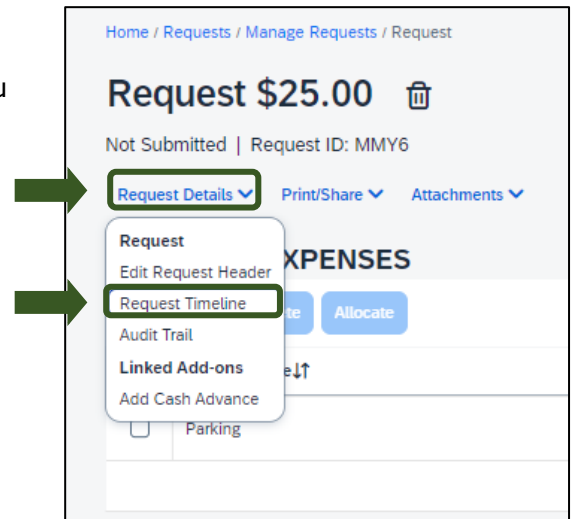 Home / Requests / Manage Requests / Request
Request $25.00
Not Submitted | Request ID: MMY6
Request Details Print/Share Attachments
Request
XPENSES
Edit Request Header
Request Timeline
Allocate
Audit Trail
Linked Add-ons
Add Cash Advance
Parking